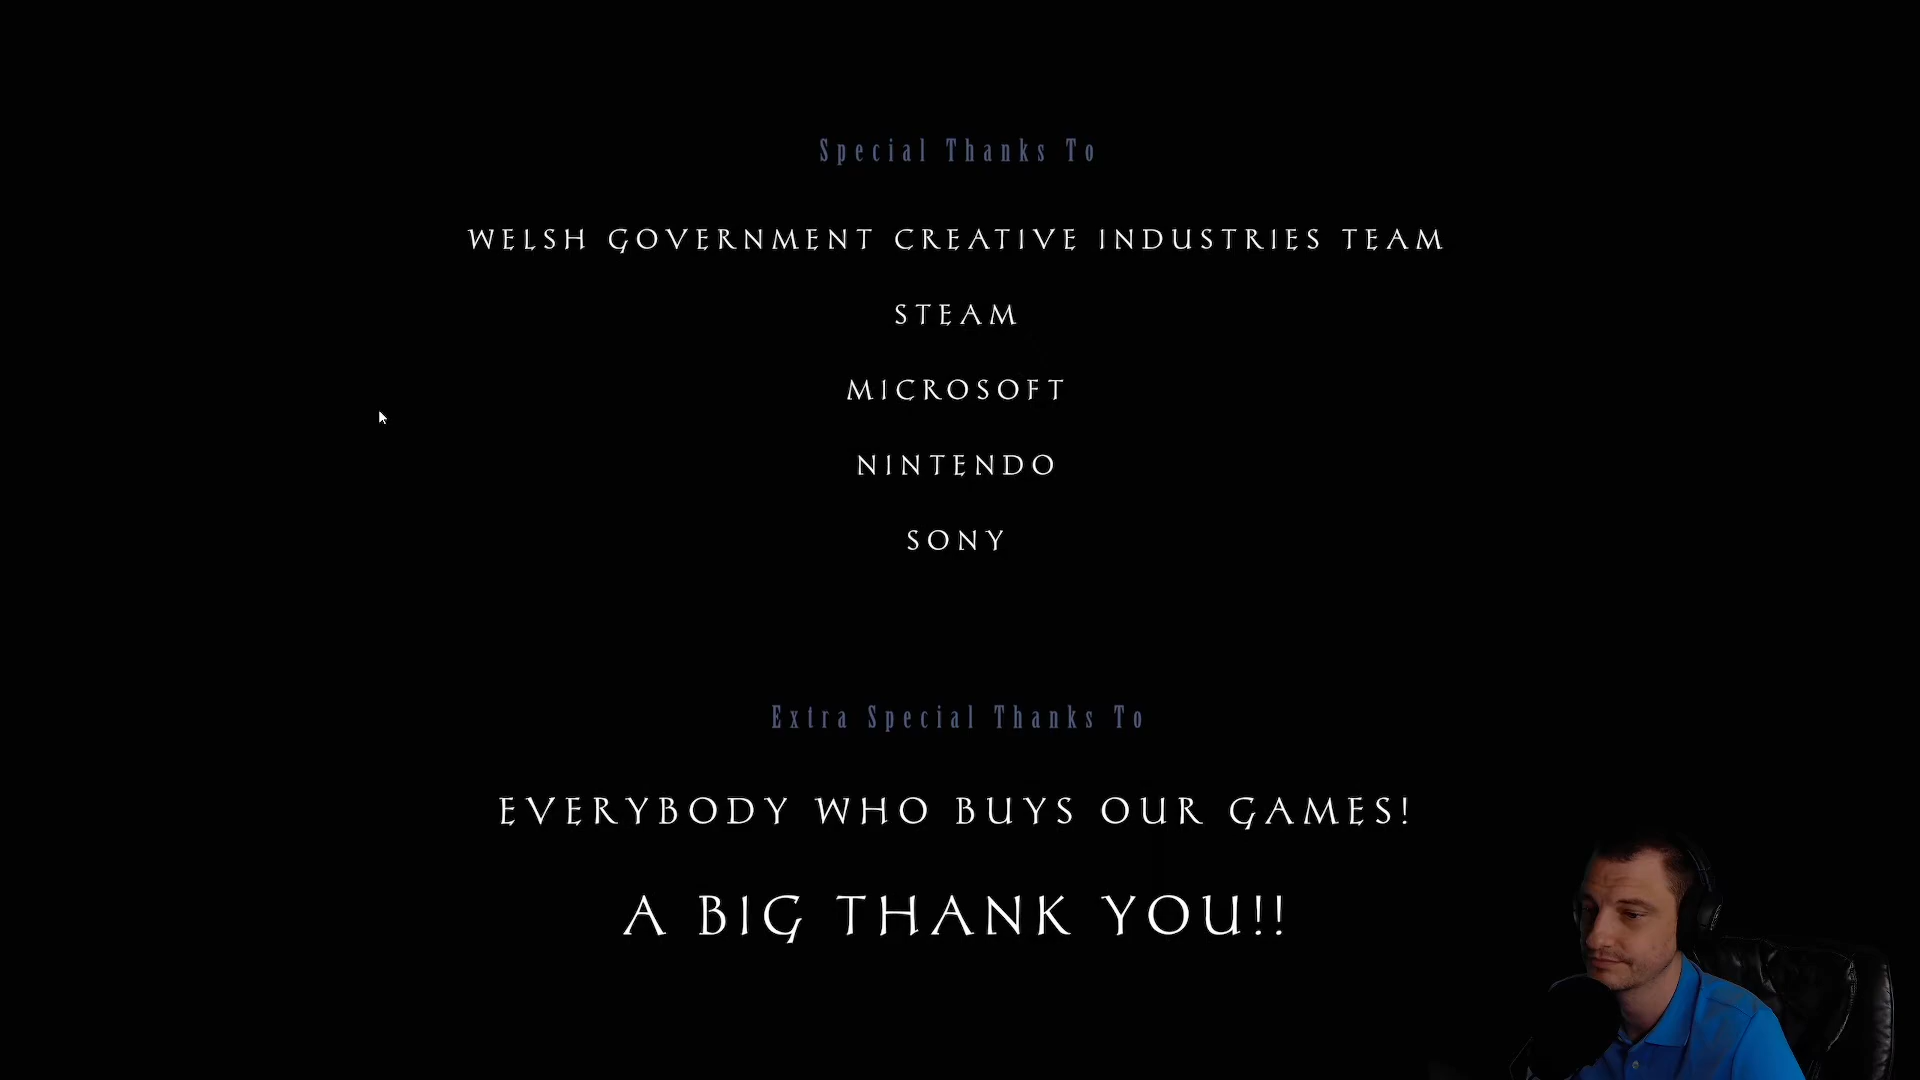 Special Thanks To
WELSH GOVERNMENT CREATIVE INDUSTRIES TEAM
STEAM
MICROSOFT
NINTENDO
SONY
Extra Special Thanks To
EVERYBODY WHO BUYS OUR GAMES!
A BIG THANK YOU!!